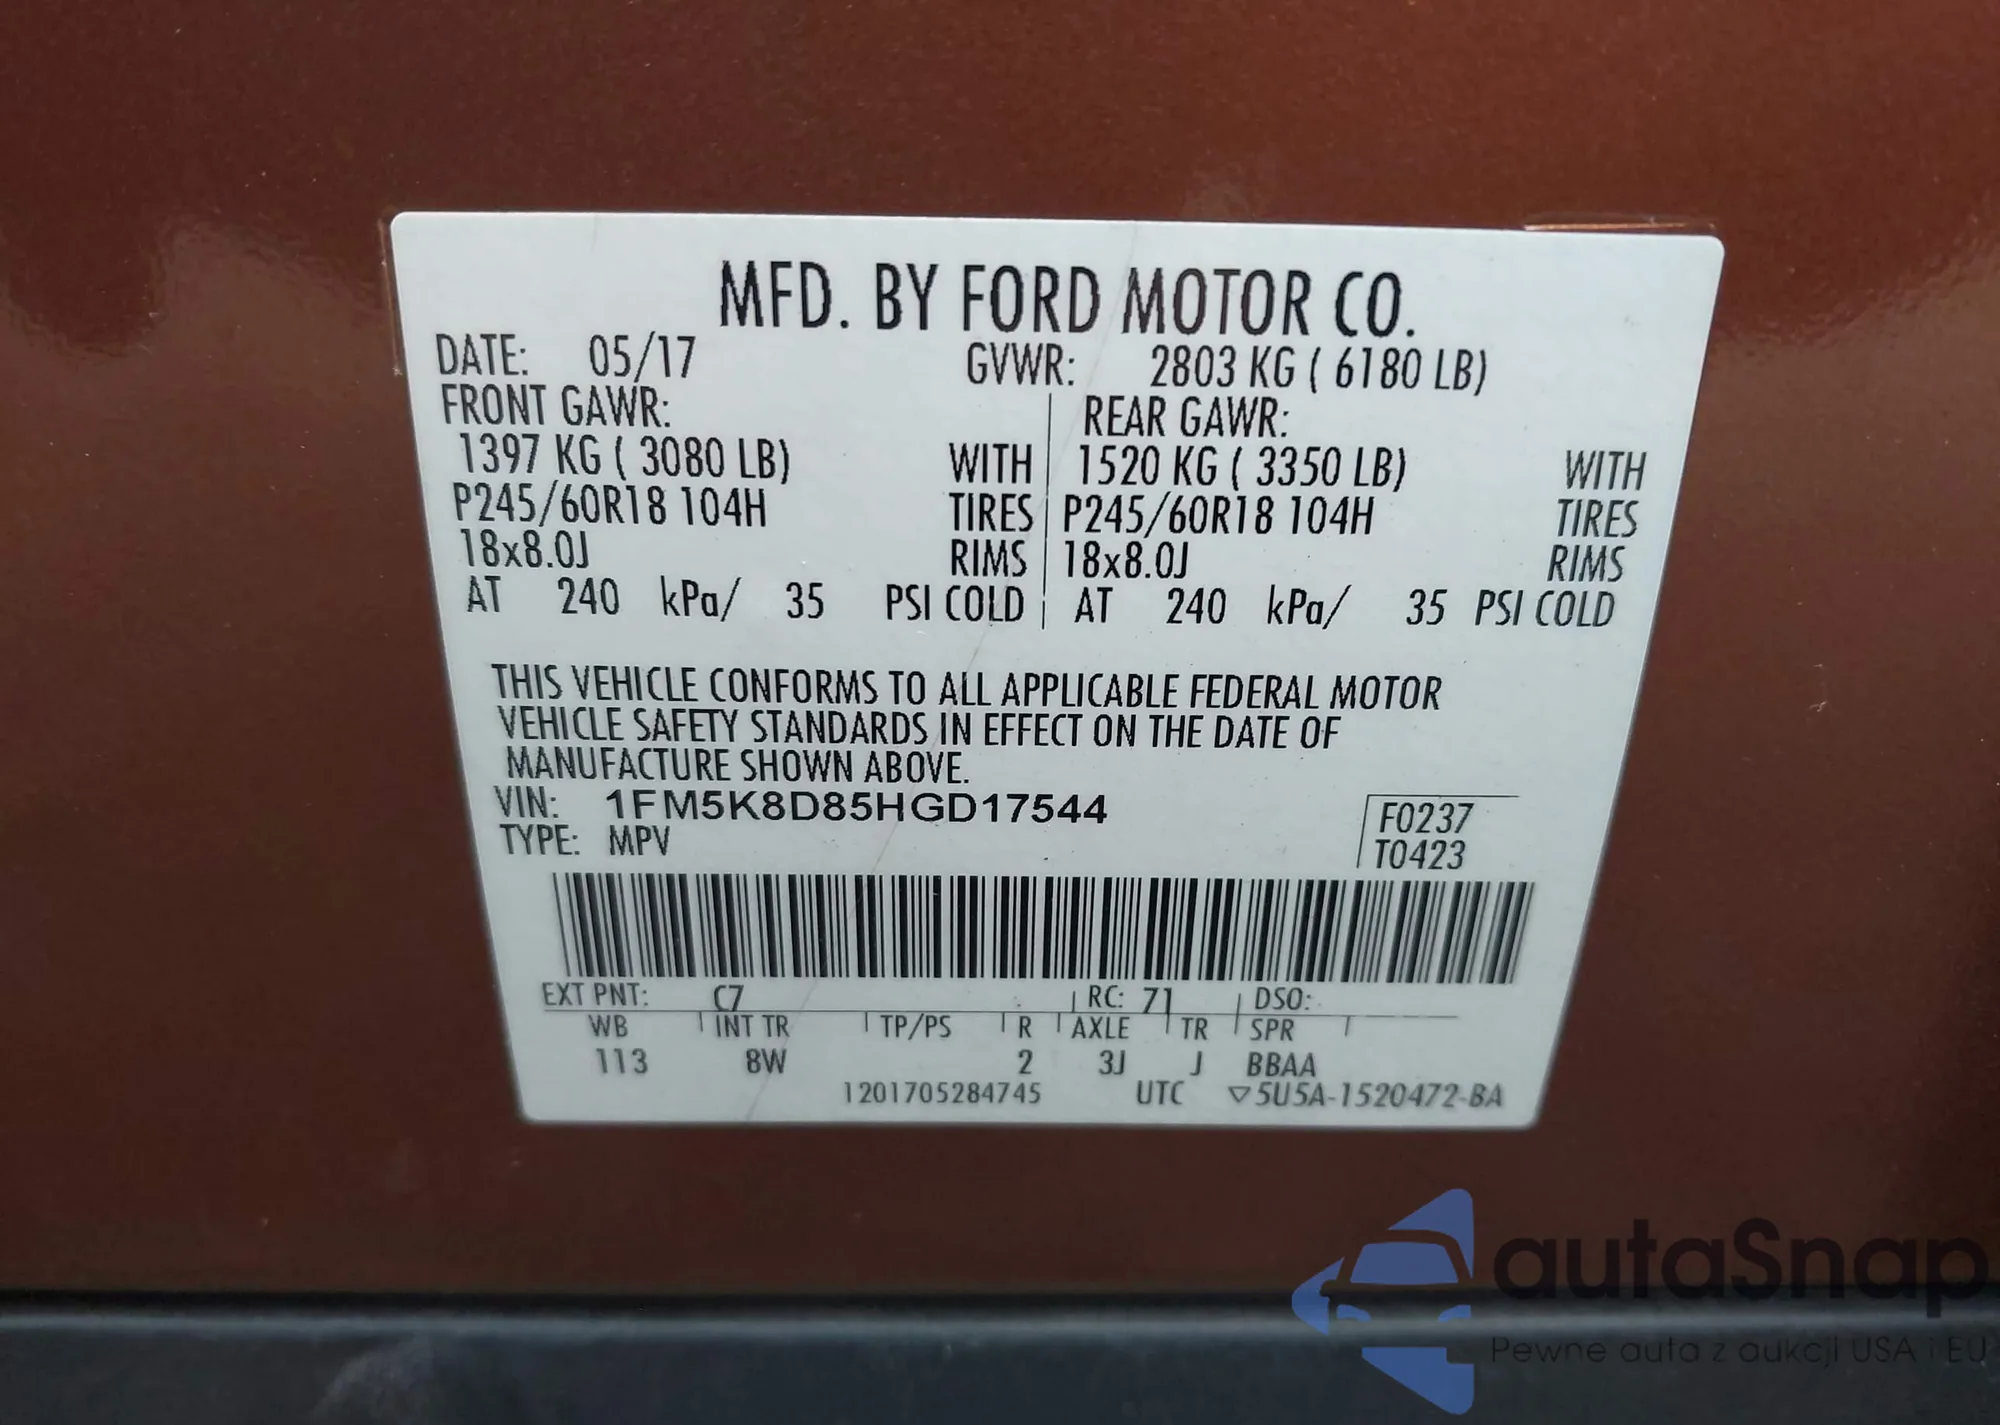 MFD. BY FORD MOTOR CO.
DATE: 05/17 GVWR: 2803 KG ( 6180 LB)
FRONT GAWR: REAR GAWR:
1397 KG ( 3080 LB) WITH 1520 KG ( 3350 LB) WITH
P245/60R18 104H TIRES P245/60R18 104H TIRES
18x8.0J RIMS 18x8.0J RIMS
AT 240 kPa/ 35 PSI COLD AT 240 kPa/ 35 PSI COLD
THIS VEHICLE CONFORMS TO ALL APPLICABLE FEDERAL MOTOR
VEHICLE SAFETY STANDARDS IN EFFECT ON THE DATE OF
MANUFACTURE SHOWN ABOVE.
VIN: 1FM5K8D85HGD17544 F0237
TYPE: MPV T0423
EXT PNT: C7 RC: 71 DSO:
WB INT TR TP/PS R AXLE TR SPR
113 8W 2 3J J BBAA
1201705284745 UTC ▽5U5A-1520472-BA
autaSnap
Pewne auta z aukcji USA i EU